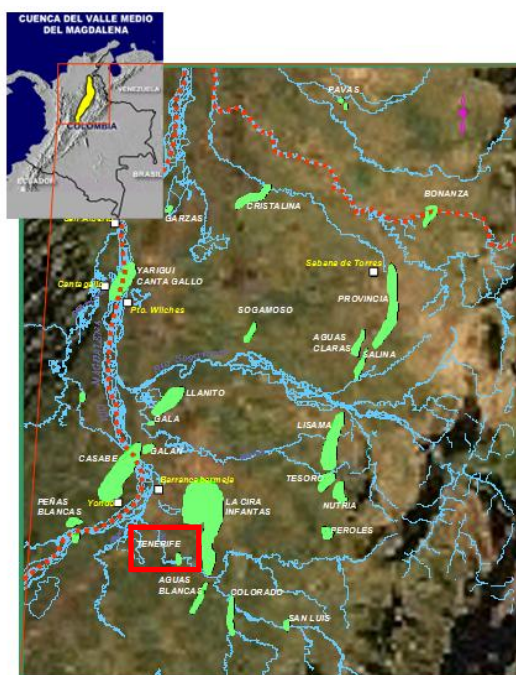 CUENCA DEL VALLE MEDIO
DEL MAGDALENA
VENEZUELA
COLOMBIA
ECUADOR
BRASIL
PAVAS
BONANZA
CRISTALINA
GARZAS
Sabana de Torres
YARIGUI
CANTA GALLO
Cantagallo
Pto. Wilches
PROVINCIA
SOGAMOSO
AGUAS
CLARAS
SALINA
LLANITO
GALA
LISAMA
GALAN
CASABE
TESORO
Barrancabermeja
PEÑAS
BLANCAS
Yondo
LA CIRA
INFANTAS
NUTRIA
PEROLES
TENERIFE
AGUAS
BLANCAS
COLORADO
SAN LUIS